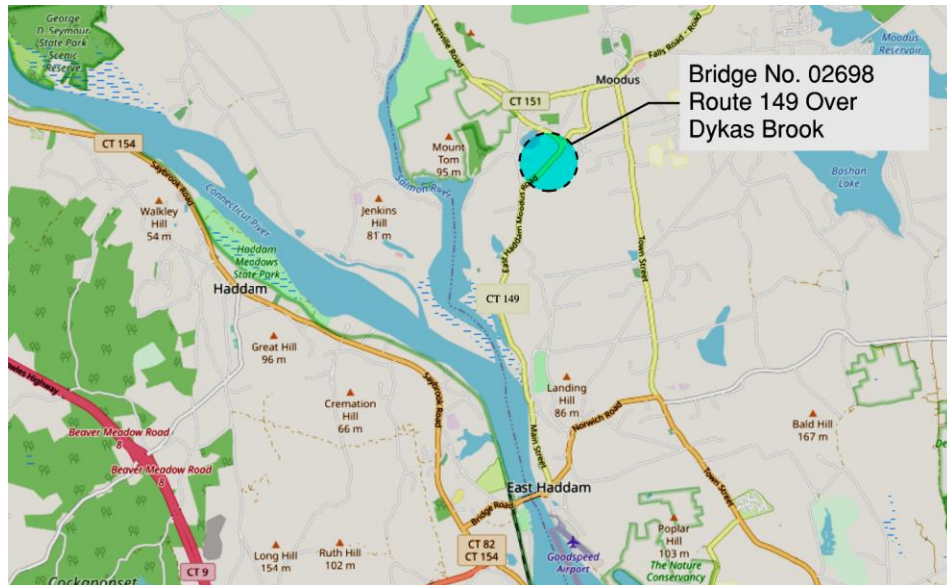 George
D. Seymour
State Park
Scenic
Reserve
Leesville Road
Falls Road - Road
Modus
Reservoir
Moodus
Bridge No. 02698
Route 149 Over
Dykas Brook
CT 151
CT 154
Saybrook Road
Connecticut River
Mount
Tom
95 m
Salmon River
East Haddam Moodus Road
Bashan
Lake
Walkley
Hill
54 m
Jenkins
Hill
81 m
Haddam
Meadows
State Park
Haddam
Town Street
CT 149
Great Hill
96 m
Saybrook Road
Cremation
Hill
66 m
Landing
Hill
86 m
Norwich Road
Bald Hill
167 m
Beaver Meadow Road
8
Beaver Meadow Road
8
Main Street
Town Street
East Haddam
Bridge Road
CT 82
CT 154
Long Hill
154 m
Ruth Hill
102 m
Goodspeed
Airport
Poplar
Hill
103 m
The Nature
Conservancy
CT 9